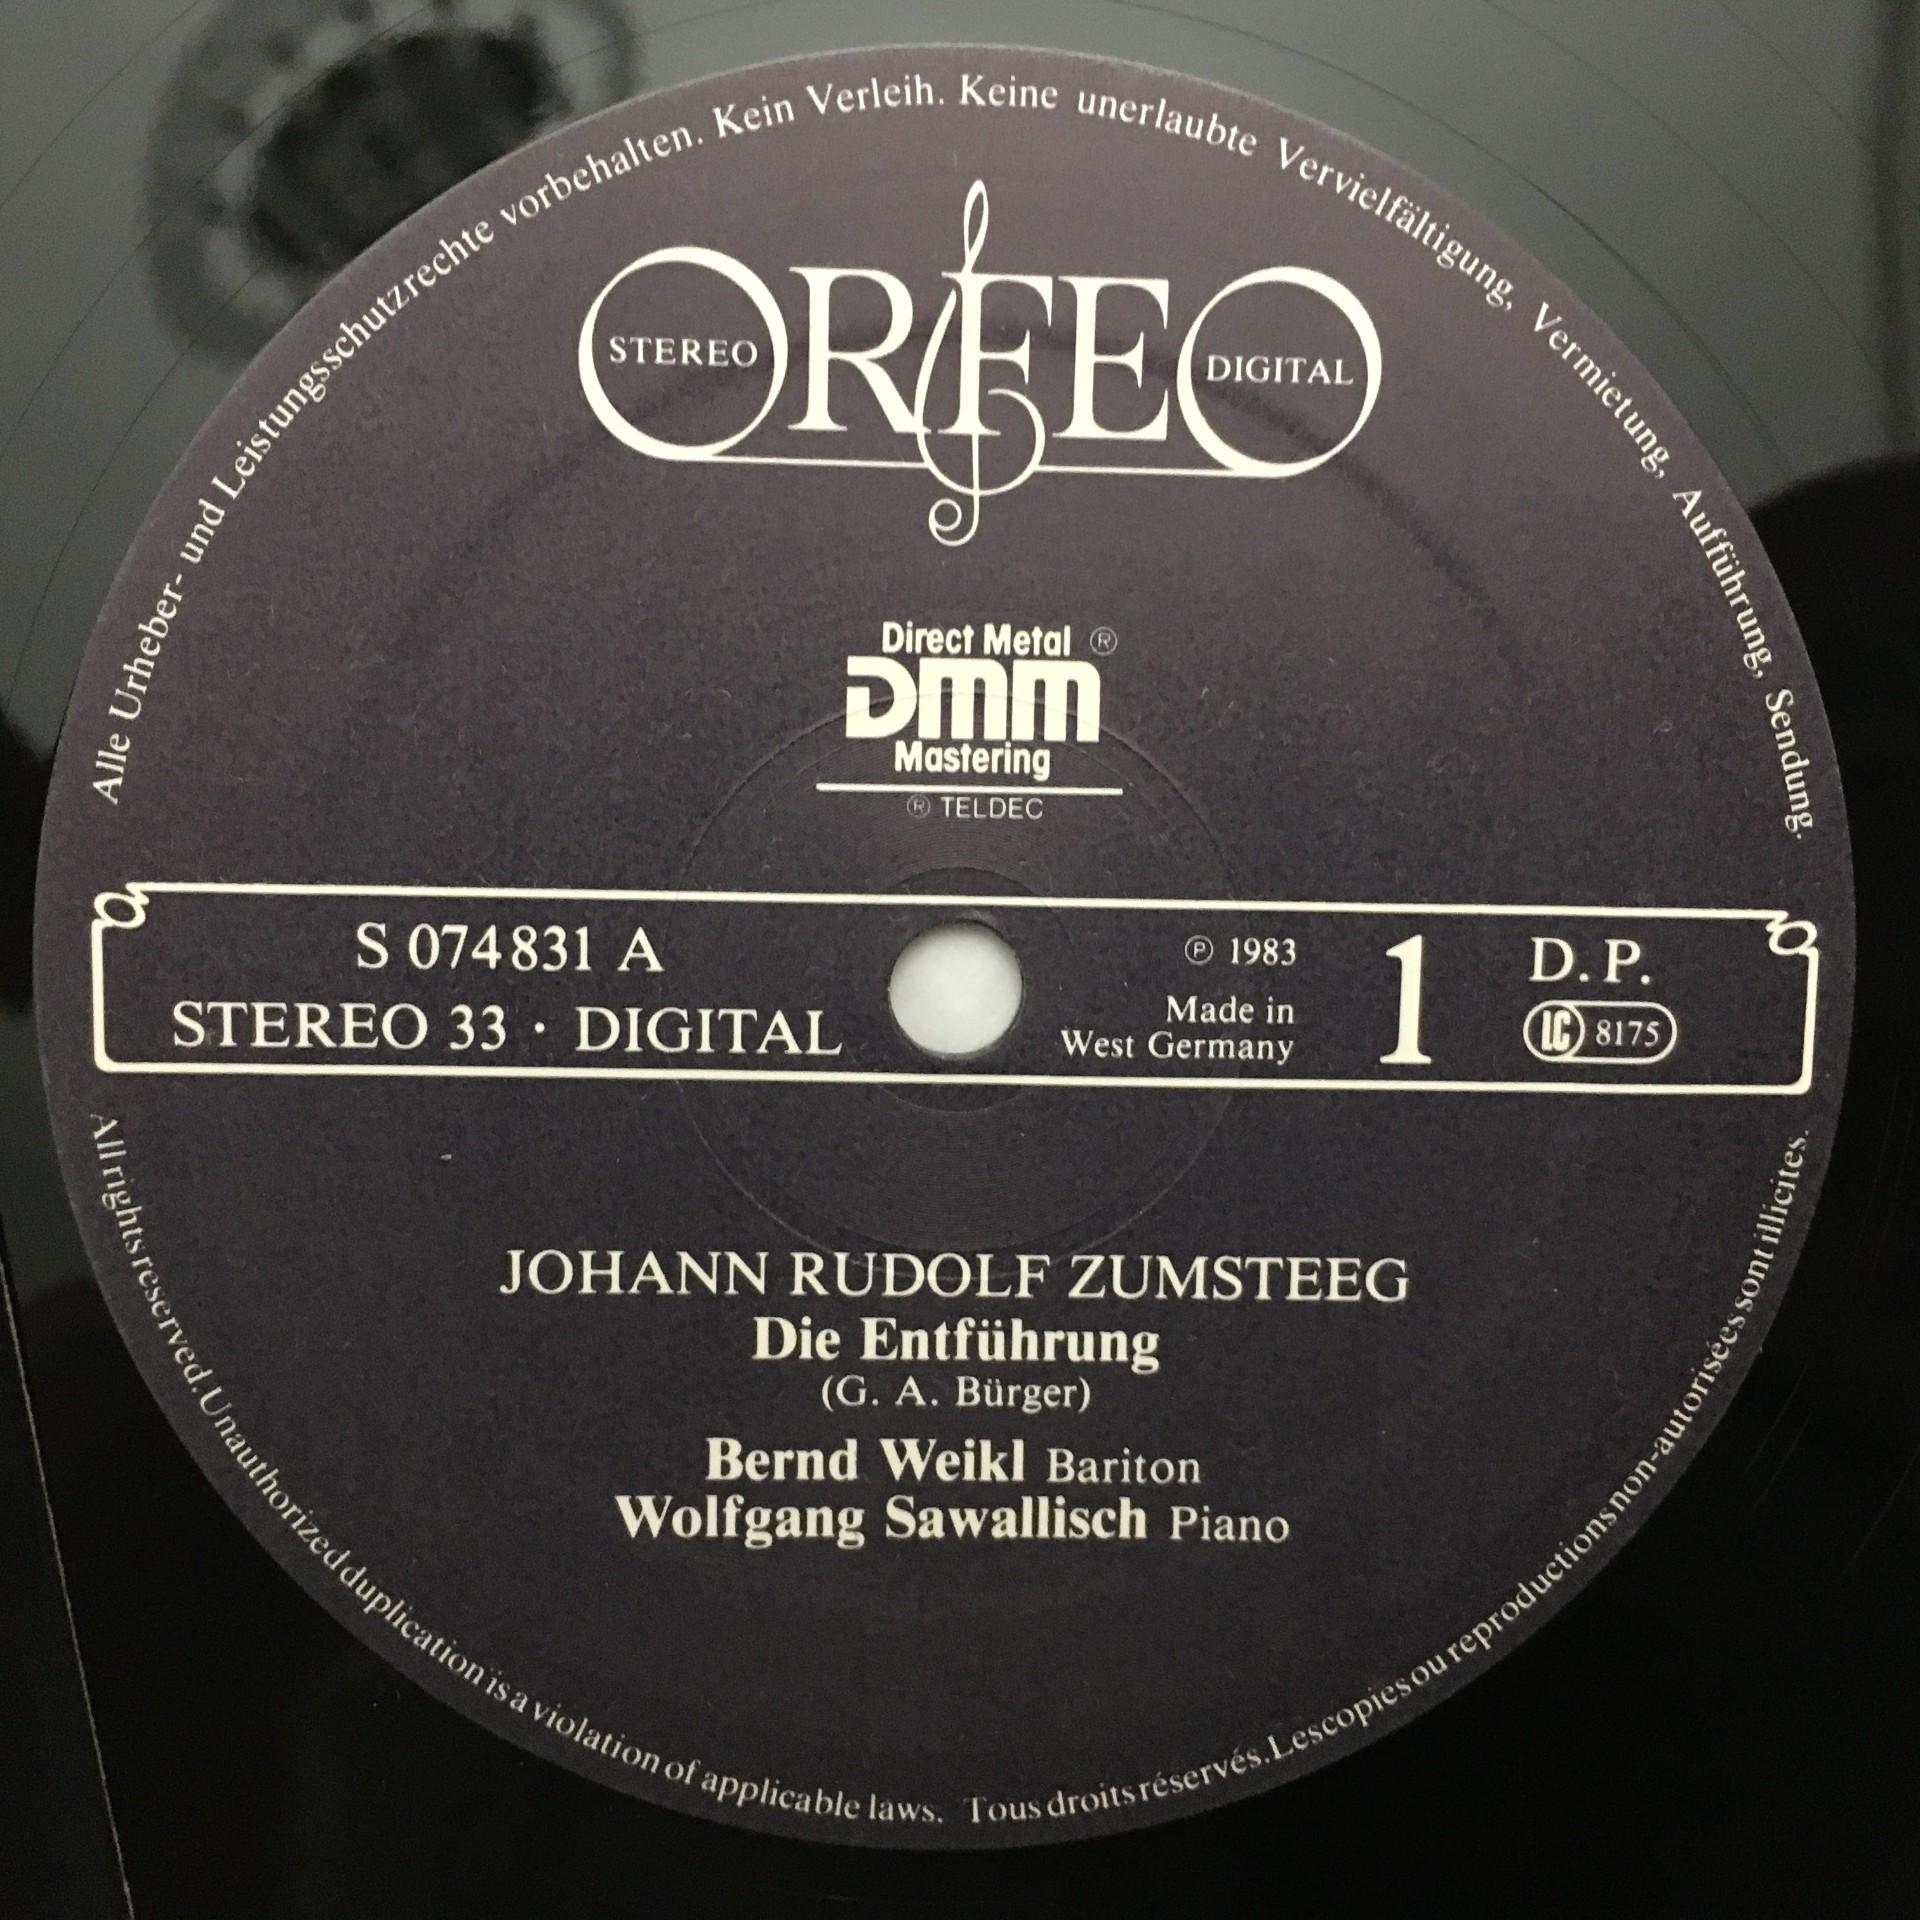 Alle Urheber- und Leistungsschutzrechte vorbehalten. Kein Verleih. Keine unerlaubte Vervielfältigung, Vermietung, Aufführung, Sendung.
ORFEO
STEREO
DIGITAL
Direct Metal ®
DMM
Mastering
® TELDEC
S 074831 A
STEREO 33 · DIGITAL
℗ 1983
Made in
West Germany
1
D.P.
LC 8175
JOHANN RUDOLF ZUMSTEEG
Die Entführung
(G. A. Bürger)
Bernd Weikl Bariton
Wolfgang Sawallisch Piano
All rights reserved. Unauthorized duplication is a violation of applicable laws. Tous droits réservés. Les copies ou reproductions non-autorisées sont illicites.